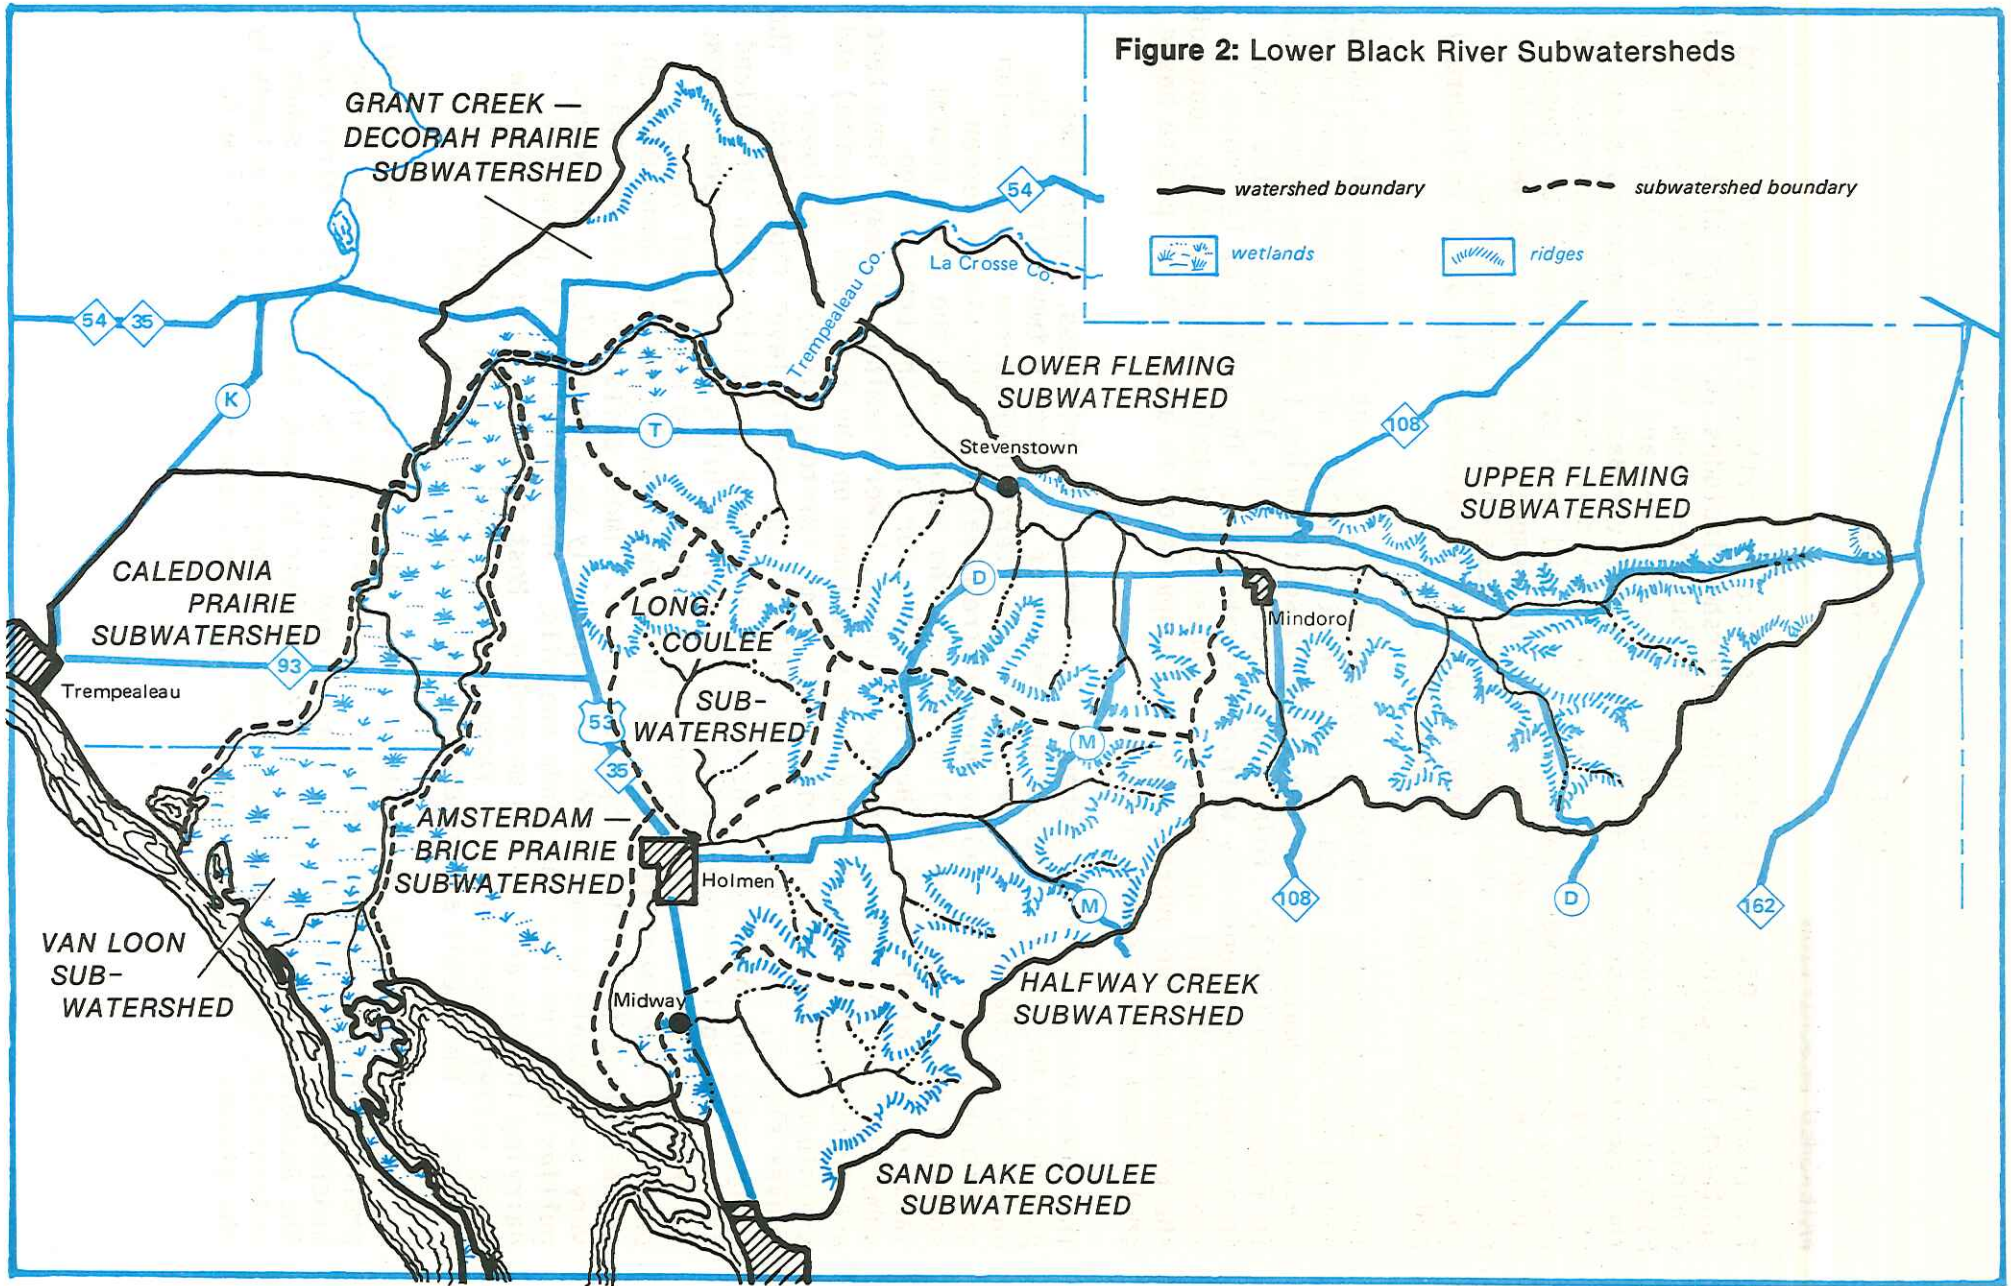 Figure 2: Lower Black River Subwatersheds
watershed boundary
subwatershed boundary
wetlands
ridges
GRANT CREEK —
DECORAH PRAIRIE
SUBWATERSHED
54
La Crosse Co.
Trempealeau Co.
54
35
K
LOWER FLEMING
SUBWATERSHED
T
108
Stevenstown
UPPER FLEMING
SUBWATERSHED
CALEDONIA
PRAIRIE
SUBWATERSHED
D
LONG
COULEE
SUB-
WATERSHED
Mindoro
93
Trempealeau
53
M
35
AMSTERDAM —
BRICE PRAIRIE
SUBWATERSHED
Holmen
M
108
D
162
VAN LOON
SUB-
WATERSHED
HALFWAY CREEK
SUBWATERSHED
Midway
SAND LAKE COULEE
SUBWATERSHED